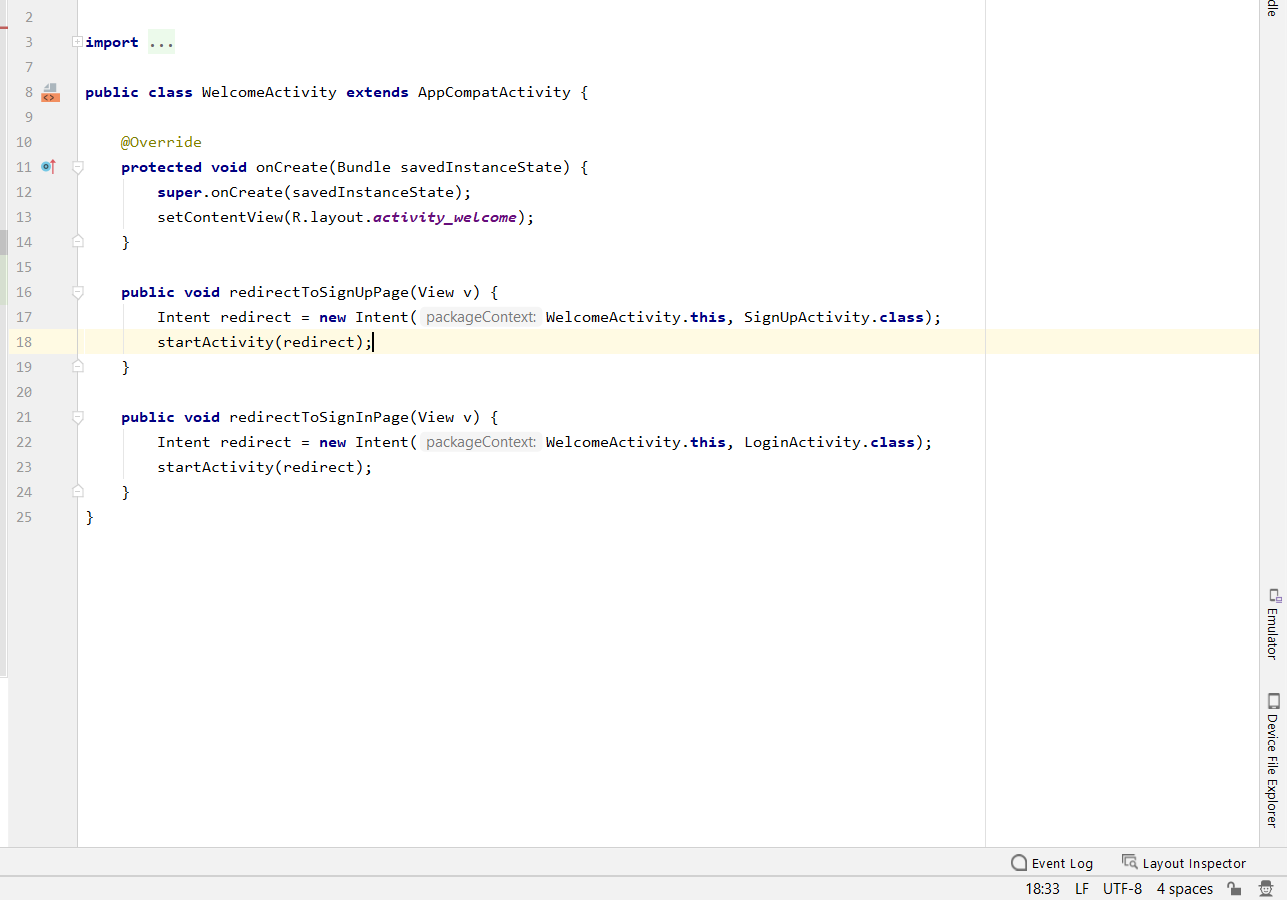 2
3 import ...
7
8 public class WelcomeActivity extends AppCompatActivity {
9
10 @Override
11 protected void onCreate(Bundle savedInstanceState) {
12 super.onCreate(savedInstanceState);
13 setContentView(R.layout.activity_welcome);
14 }
15
16 public void redirectToSignUpPage(View v) {
17 Intent redirect = new Intent( packageContext: WelcomeActivity.this, SignUpActivity.class);
18 startActivity(redirect);
19 }
20
21 public void redirectToSignInPage(View v) {
22 Intent redirect = new Intent( packageContext: WelcomeActivity.this, LoginActivity.class);
23 startActivity(redirect);
24 }
25 }
dle
Emulator
Device File Explorer
Event Log Layout Inspector
18:33 LF UTF-8 4 spaces